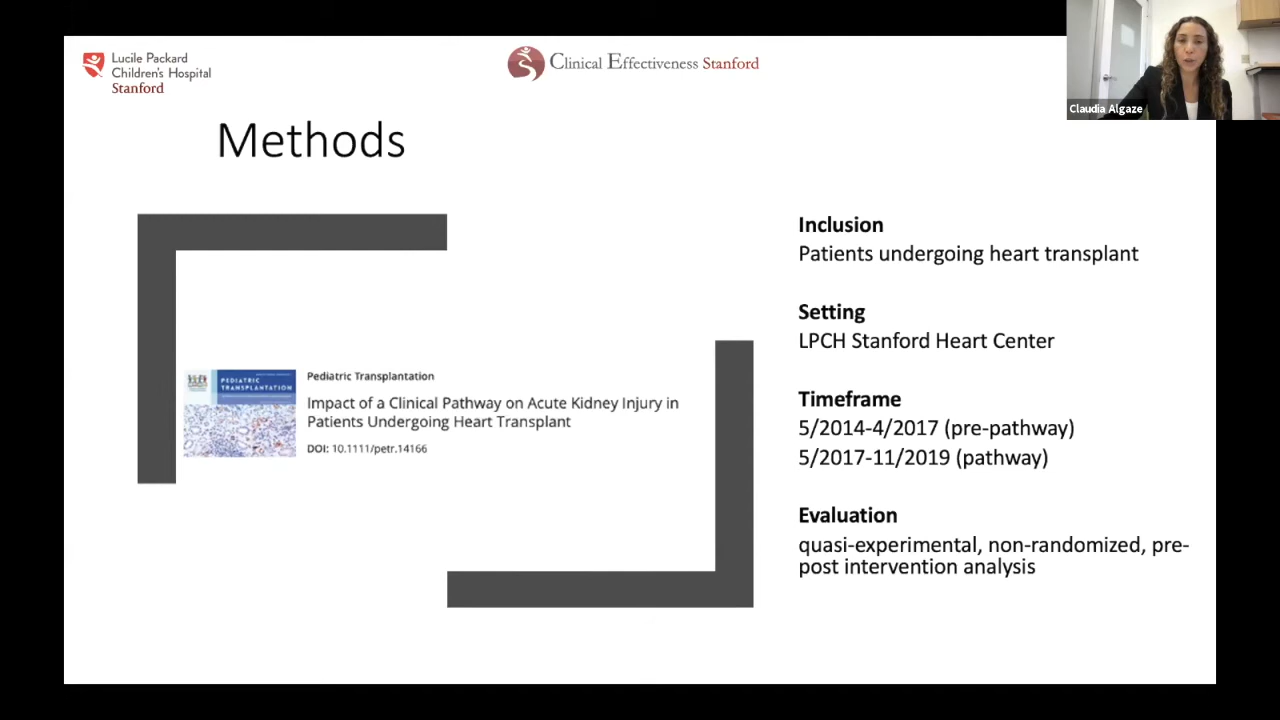 Lucile Packard
Children's Hospital
Stanford
Clinical Effectiveness Stanford
Claudia Algaze
Methods
PEDIATRIC
TRANSPLANTATION
Pediatric Transplantation
Impact of a Clinical Pathway on Acute Kidney Injury in
Patients Undergoing Heart Transplant
DOI: 10.1111/petr.14166
Inclusion
Patients undergoing heart transplant
Setting
LPCH Stanford Heart Center
Timeframe
5/2014-4/2017 (pre-pathway)
5/2017-11/2019 (pathway)
Evaluation
quasi-experimental, non-randomized, pre-
post intervention analysis